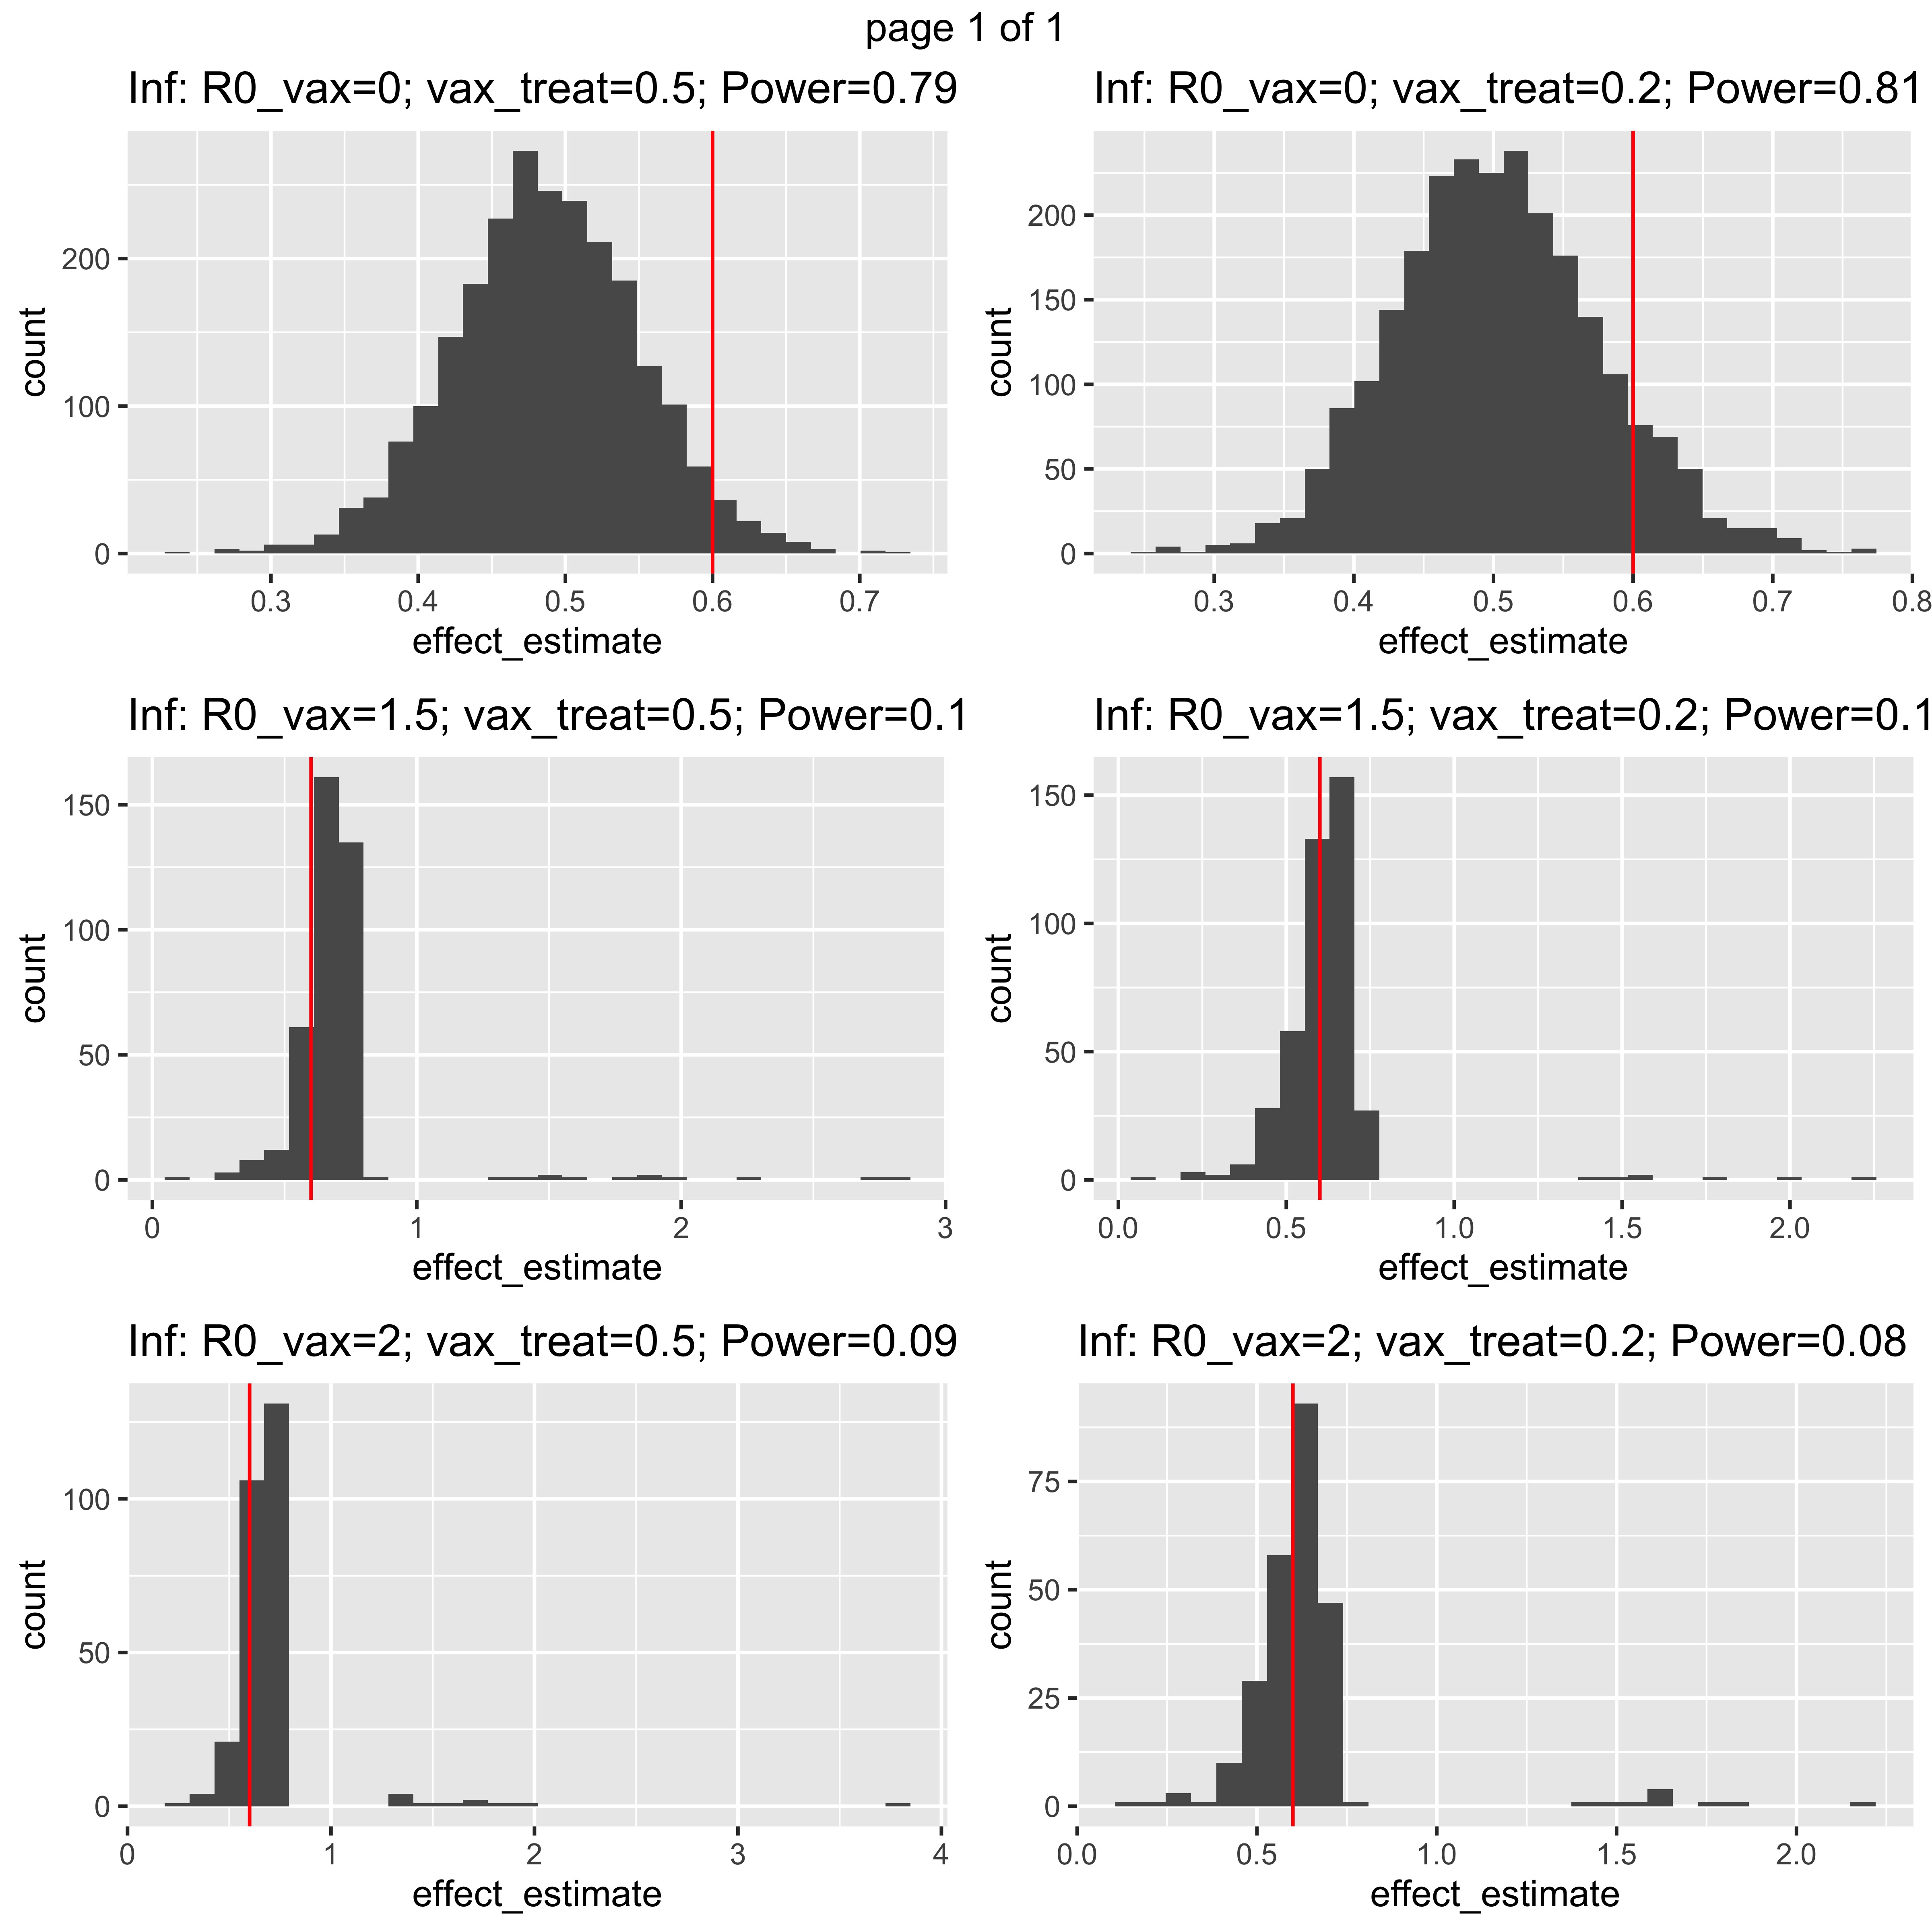 page 1 of 1
Inf: R0_vax=0; vax_treat=0.5; Power=0.79
200
100
0
count
0.3 0.4 0.5 0.6 0.7
effect_estimate
Inf: R0_vax=0; vax_treat=0.2; Power=0.81
200
150
100
50
0
count
0.3 0.4 0.5 0.6 0.7 0.8
effect_estimate
Inf: R0_vax=1.5; vax_treat=0.5; Power=0.1
150
100
50
0
count
0 1 2 3
effect_estimate
Inf: R0_vax=1.5; vax_treat=0.2; Power=0.1
150
100
50
0
count
0.0 0.5 1.0 1.5 2.0
effect_estimate
Inf: R0_vax=2; vax_treat=0.5; Power=0.09
100
50
0
count
0 1 2 3 4
effect_estimate
Inf: R0_vax=2; vax_treat=0.2; Power=0.08
75
50
25
0
count
0.0 0.5 1.0 1.5 2.0
effect_estimate